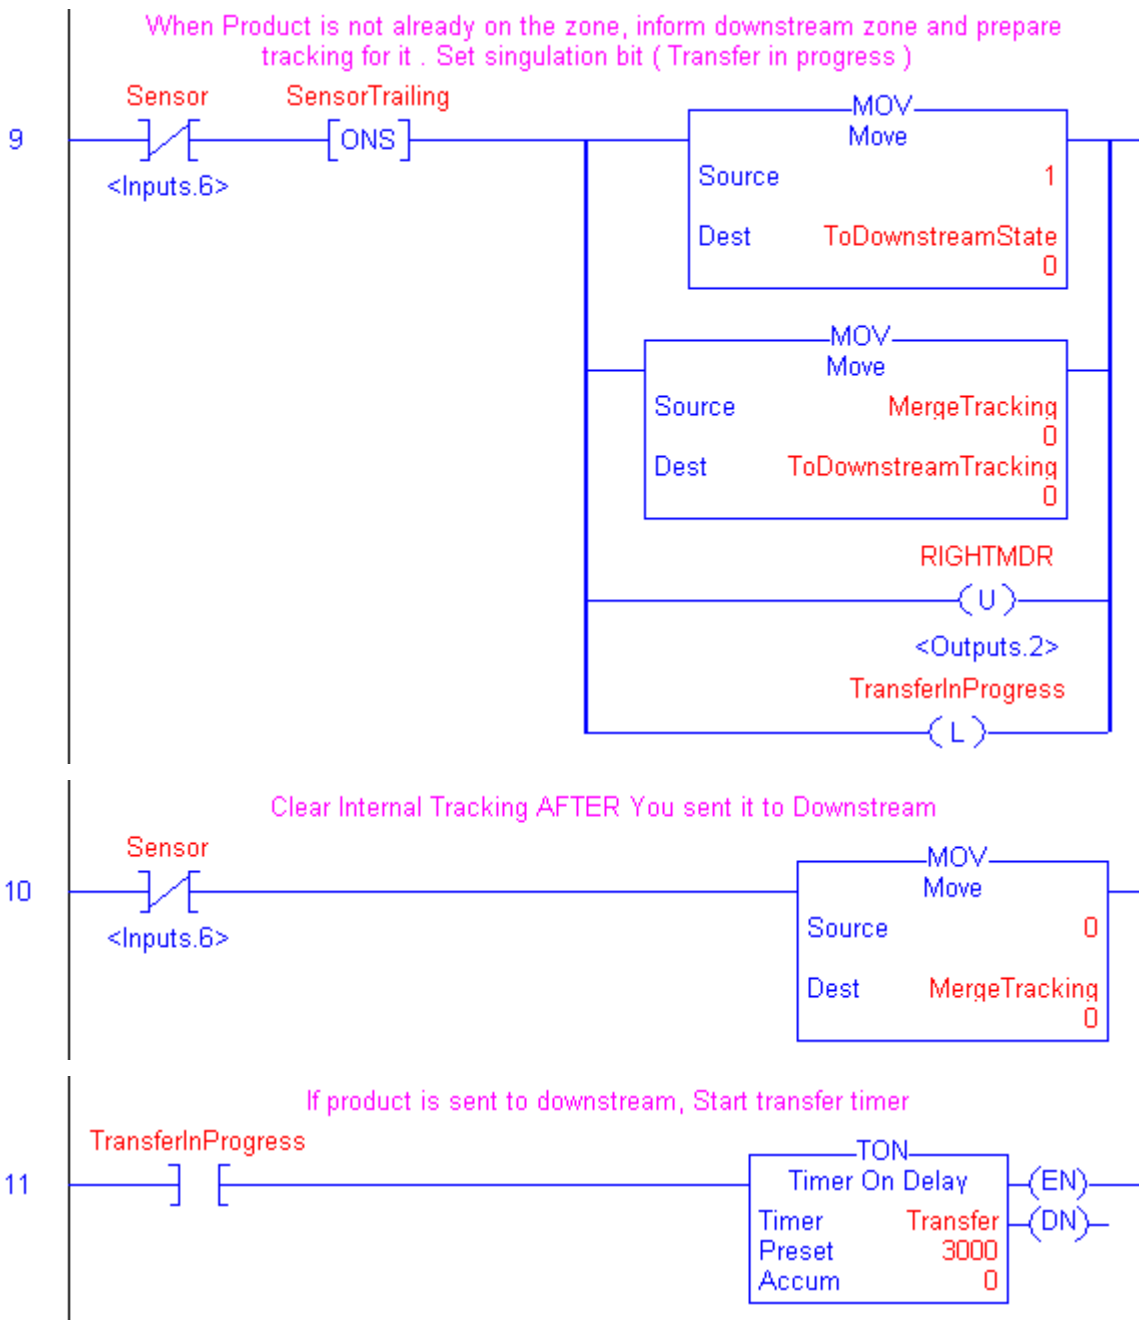 When Product is not already on the zone, inform downstream zone and prepare
tracking for it . Set singulation bit ( Transfer in progress )
Sensor SensorTrailing
MOV
9 ONS Move
<Inputs.6>
Source 1
Dest ToDownstreamState
0
MOV
Move
Source MergeTracking
0
Dest ToDownstreamTracking
0
RIGHTMDR
U
<Outputs.2>
TransferInProgress
L
Clear Internal Tracking AFTER You sent it to Downstream
Sensor
MOV
10 Move
<Inputs.6>
Source 0
Dest MergeTracking
0
If product is sent to downstream, Start transfer timer
TransferInProgress
TON
11 Timer On Delay (EN)
Timer Transfer (DN)
Preset 3000
Accum 0